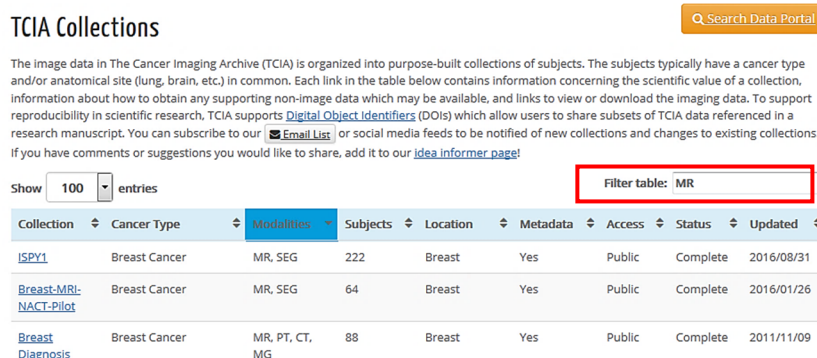 TCIA Collections
Search Data Portal
The image data in The Cancer Imaging Archive (TCIA) is organized into purpose-built collections of subjects. The subjects typically have a cancer type
and/or anatomical site (lung, brain, etc.) in common. Each link in the table below contains information concerning the scientific value of a collection,
information about how to obtain any supporting non-image data which may be available, and links to view or download the imaging data. To support
reproducibility in scientific research, TCIA supports Digital Object Identifiers (DOIs) which allow users to share subsets of TCIA data referenced in a
research manuscript. You can subscribe to our Email List or social media feeds to be notified of new collections and changes to existing collections
If you have comments or suggestions you would like to share, add it to our idea informer page!
Show 100 entries Filter table: MR
Collection Cancer Type Modalities Subjects Location Metadata Access Status Updated
ISPY1 Breast Cancer MR, SEG 222 Breast Yes Public Complete 2016/08/31
Breast-MRI- Breast Cancer MR, SEG 64 Breast Yes Public Complete 2016/01/26
NACT-Pilot
Breast Breast Cancer MR, PT, CT, 88 Breast Yes Public Complete 2011/11/09
Diagnosis MG